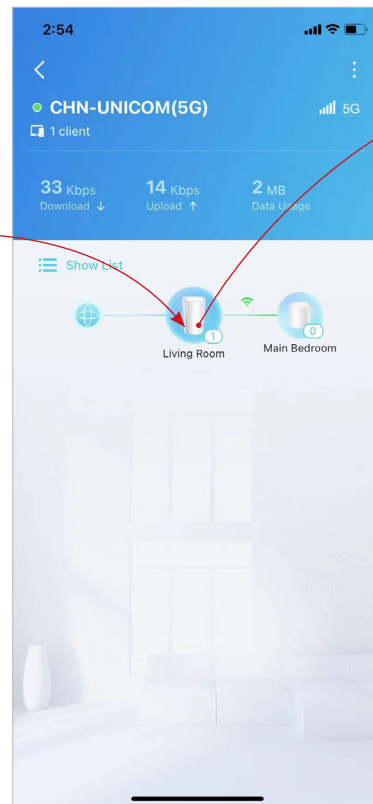 2:54
CHN-UNICOM(5G)
5G
1 client
33 Kbps
14 Kbps
2 MB
Download ↓
Upload ↑
Data Usage
Show List
1
0
Living Room
Main Bedroom